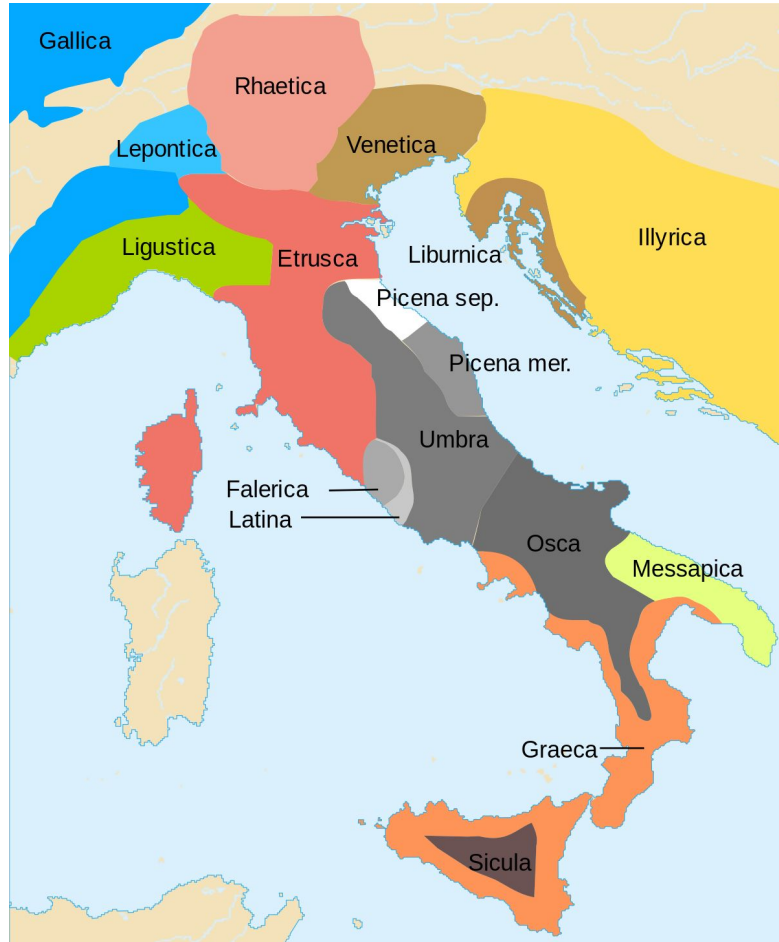 Gallica
Rhaetica
Lepontica
Venetica
Ligustica
Etrusca
Liburnica
Illyrica
Picena sep.
Picena mer.
Umbra
Falerica
Latina
Osca
Messapica
Graeca
Sicula